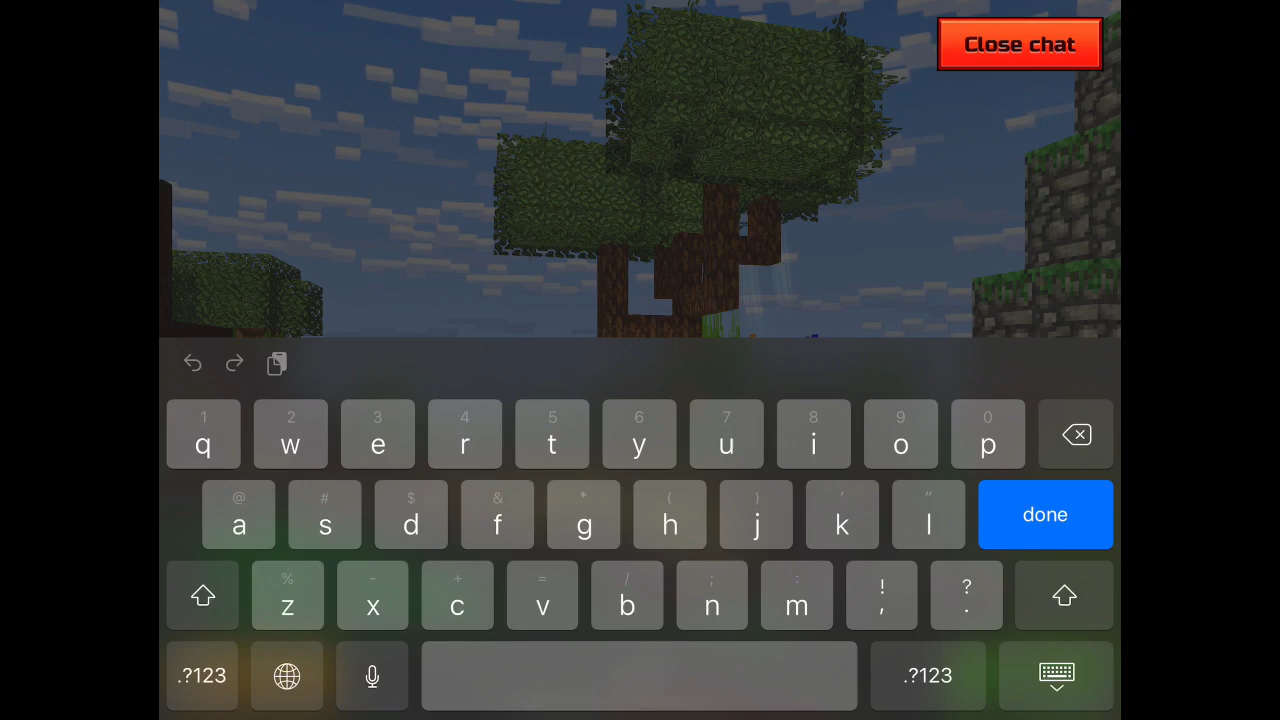 Close chat
1 2 3 4 5 6 7 8 9 0
q w e r t y u i o p
@ # $ & * ( ) ' "
a s d f g h j k l done
% - + = / ; : ! ?
z x c v b n m , .
.?123 .?123